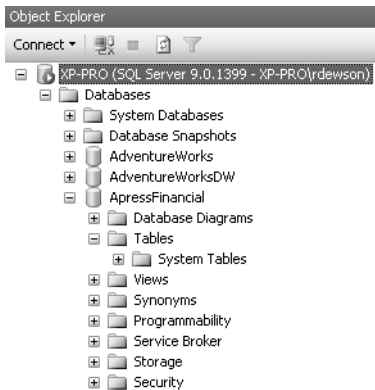 Object Explorer
Connect
XP-PRO (SQL Server 9.0.1399 - XP-PRO\rdewson)
Databases
System Databases
Database Snapshots
AdventureWorks
AdventureWorksDW
ApressFinancial
Database Diagrams
Tables
System Tables
Views
Synonyms
Programmability
Service Broker
Storage
Security